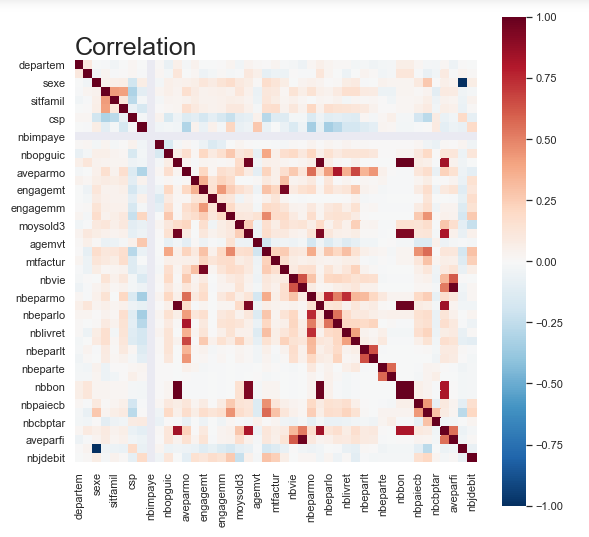 Correlation
departem
sexe
sitfamil
csp
nbimpaye
nbopguic
aveparmo
engagemt
engagemm
moysold3
agemvt
mtfactur
nbvie
nbeparmo
nbeparlo
nblivret
nbeparlt
nbeparte
nbbon
nbpaiecb
nbcbptar
aveparfi
nbjdebit
departem
sexe
sitfamil
csp
nbimpaye
nbopguic
aveparmo
engagemt
engagemm
moysold3
agemvt
mtfactur
nbvie
nbeparmo
nbeparlo
nblivret
nbeparlt
nbeparte
nbbon
nbpaiecb
nbcbptar
aveparfi
nbjdebit
1.00
0.75
0.50
0.25
0.00
−0.25
−0.50
−0.75
−1.00